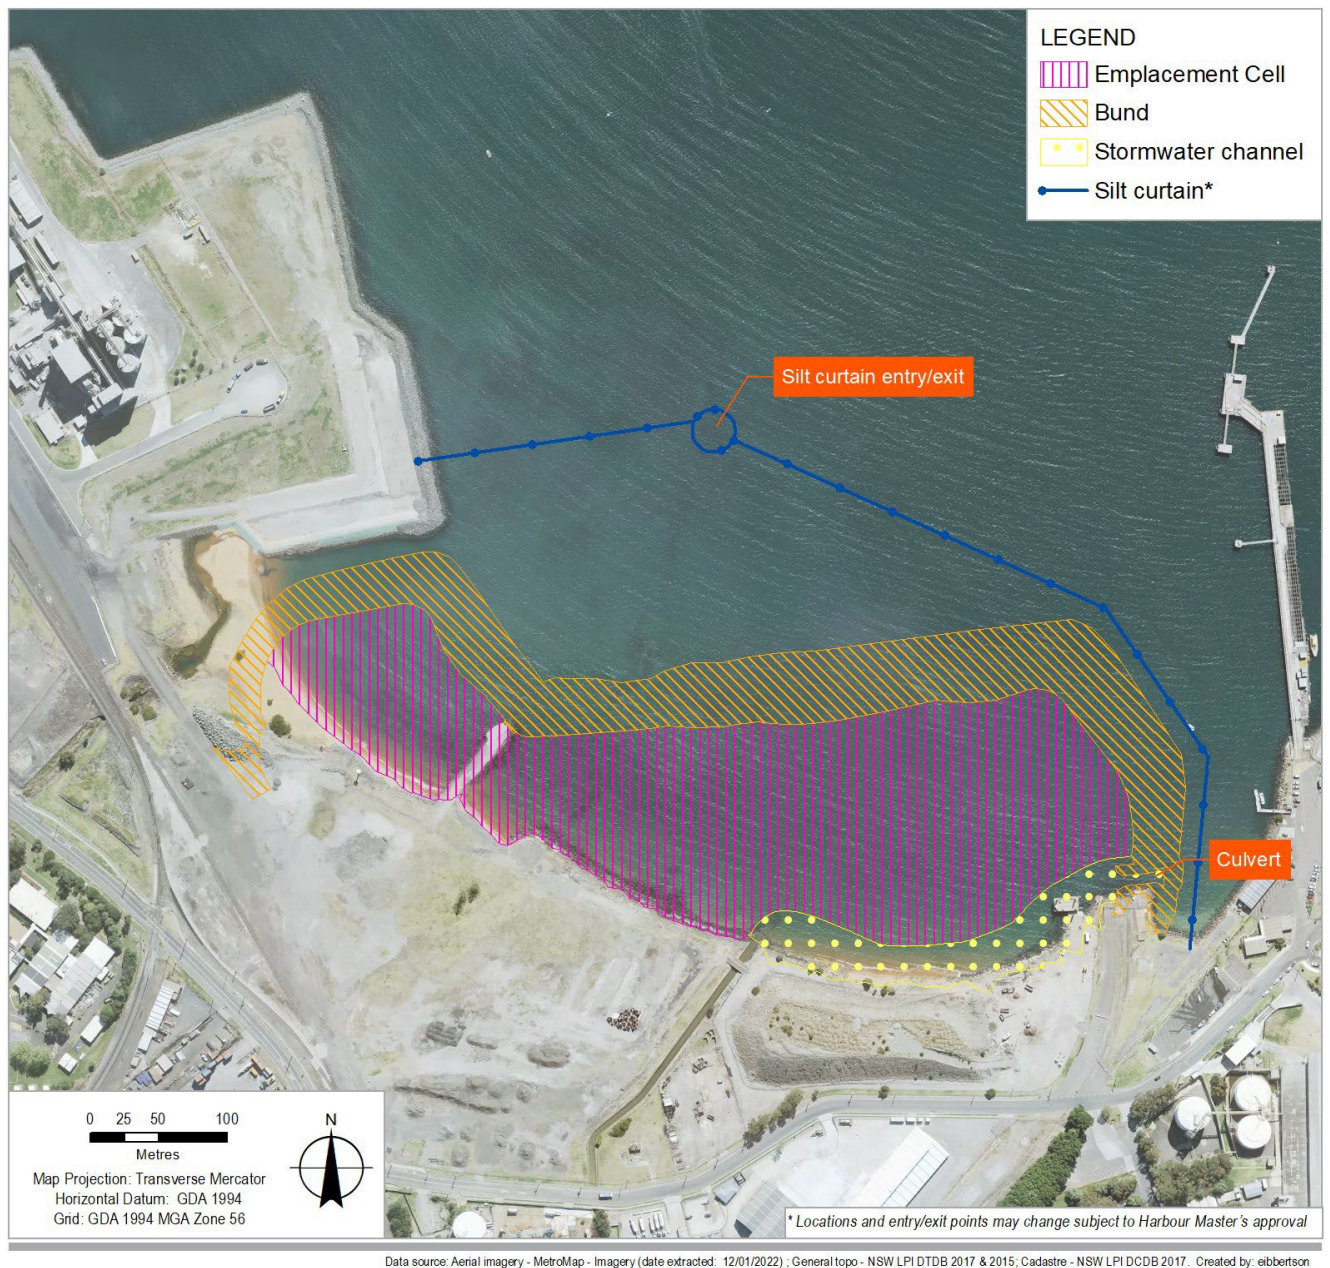 LEGEND
Emplacement Cell
Bund
Stormwater channel
Silt curtain*
Silt curtain entry/exit
Culvert
0 25 50 100
Metres
Map Projection: Transverse Mercator
Horizontal Datum: GDA 1994
Grid: GDA 1994 MGA Zone 56
N
* Locations and entry/exit points may change subject to Harbour Master's approval
Data source: Aerial imagery - MetroMap - Imagery (date extracted: 12/01/2022) ; General topo - NSW LPI DTDB 2017 & 2015; Cadastre - NSW LPI DCDB 2017. Created by: eibbertson